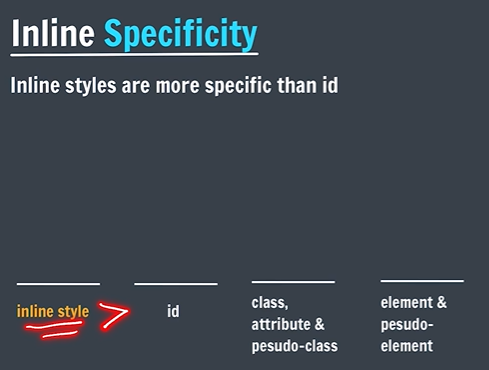 Inline Specificity
Inline styles are more specific than id
inline style > id
class,
attribute &
pesudo-class
element &
pesudo-
element